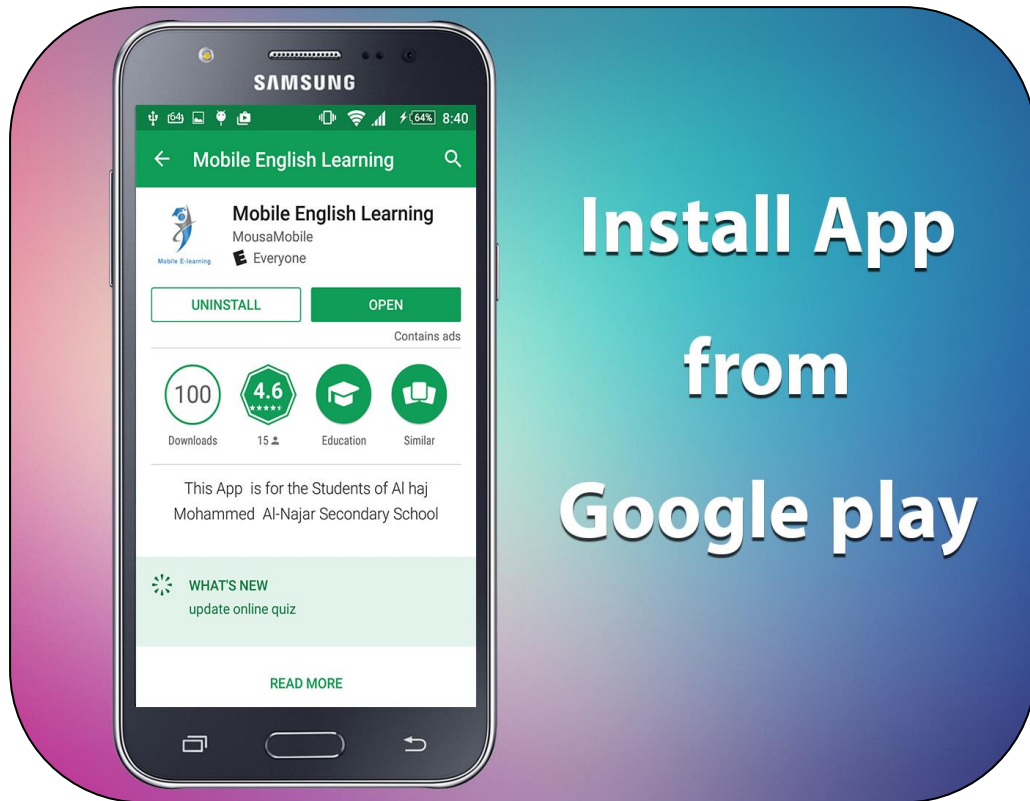 SAMSUNG
64 64% 8:40
Mobile English Learning
Mobile English Learning
MousaMobile
E Everyone
Mobile E-learning
UNINSTALL OPEN
Contains ads
100 4.6
Downloads 15 Education Similar
This App is for the Students of Al haj
Mohammed Al-Najar Secondary School
WHAT'S NEW
update online quiz
READ MORE
Install App
from
Google play